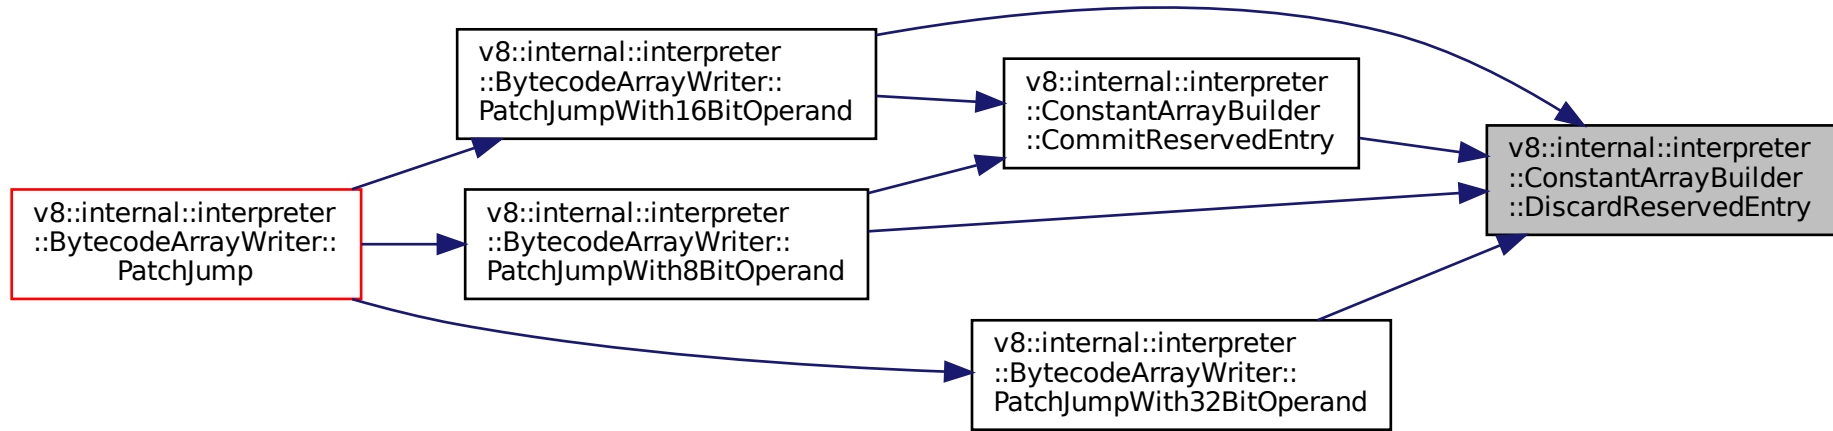 v8::internal::interpreter
::BytecodeArrayWriter::
PatchJump
v8::internal::interpreter
::BytecodeArrayWriter::
PatchJumpWith16BitOperand
v8::internal::interpreter
::BytecodeArrayWriter::
PatchJumpWith8BitOperand
v8::internal::interpreter
::ConstantArrayBuilder
::CommitReservedEntry
v8::internal::interpreter
::BytecodeArrayWriter::
PatchJumpWith32BitOperand
v8::internal::interpreter
::ConstantArrayBuilder
::DiscardReservedEntry